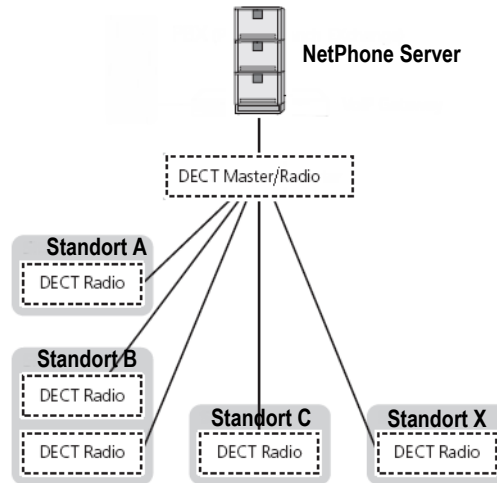 NetPhone Server
DECT Master/Radio
Standort A
DECT Radio
Standort B
DECT Radio
DECT Radio
Standort C
DECT Radio
Standort X
DECT Radio